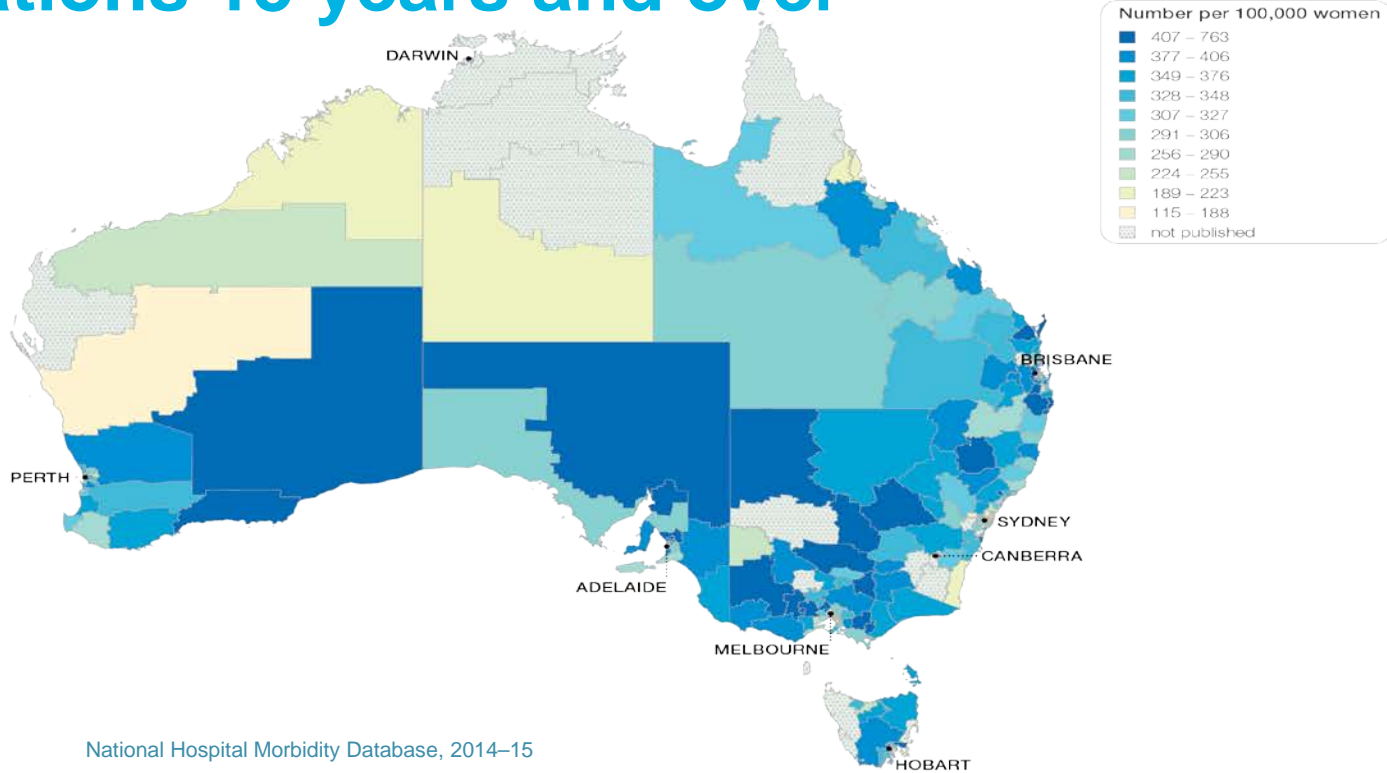 ations 15 years and over
Number per 100,000 women
407 – 763
377 – 406
349 – 376
328 – 348
307 – 327
291 – 306
256 – 290
224 – 255
189 – 223
115 – 188
not published
DARWIN
BRISBANE
PERTH
SYDNEY
CANBERRA
ADELAIDE
MELBOURNE
HOBART
National Hospital Morbidity Database, 2014–15